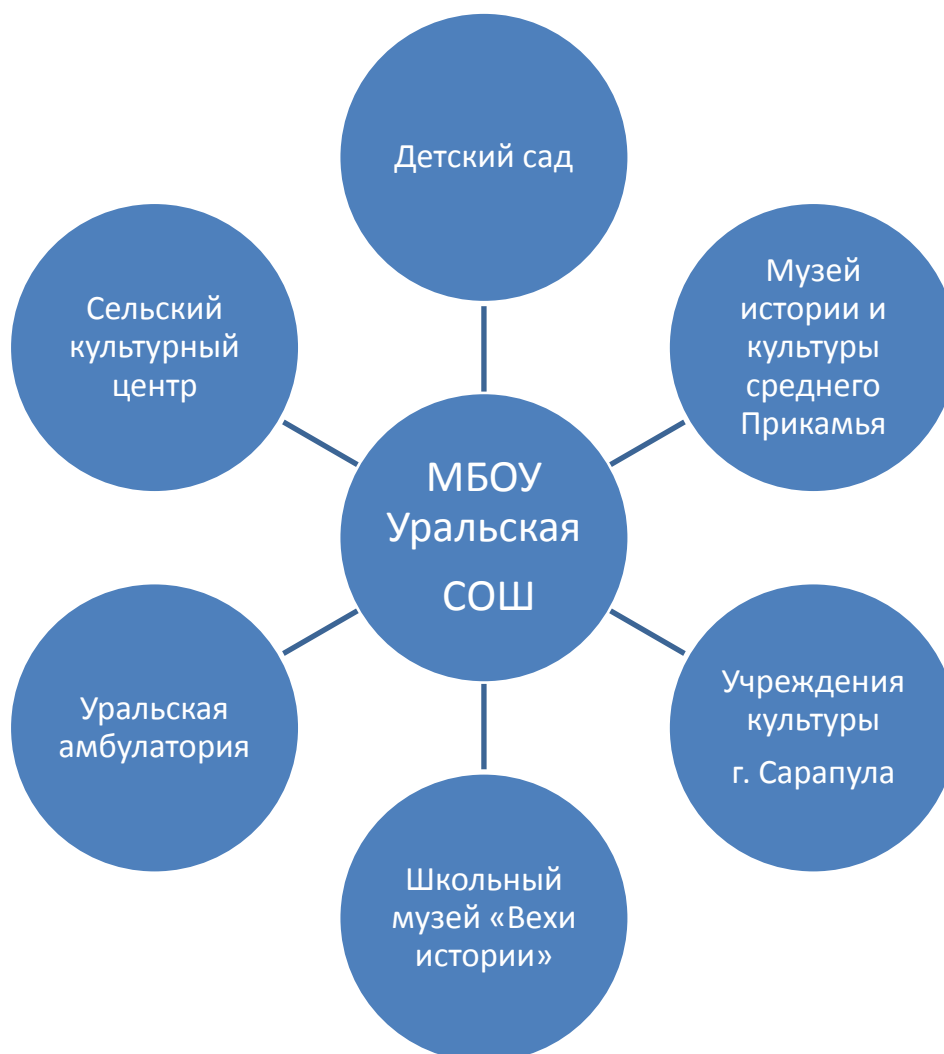 Детский сад
Музей
истории и
культуры
среднего
Прикамья
Сельский
культурный
центр
МБОУ
Уральская
СОШ
Учреждения
культуры
г. Сарапула
Уральская
амбулатория
Школьный
музей «Вехи
истории»